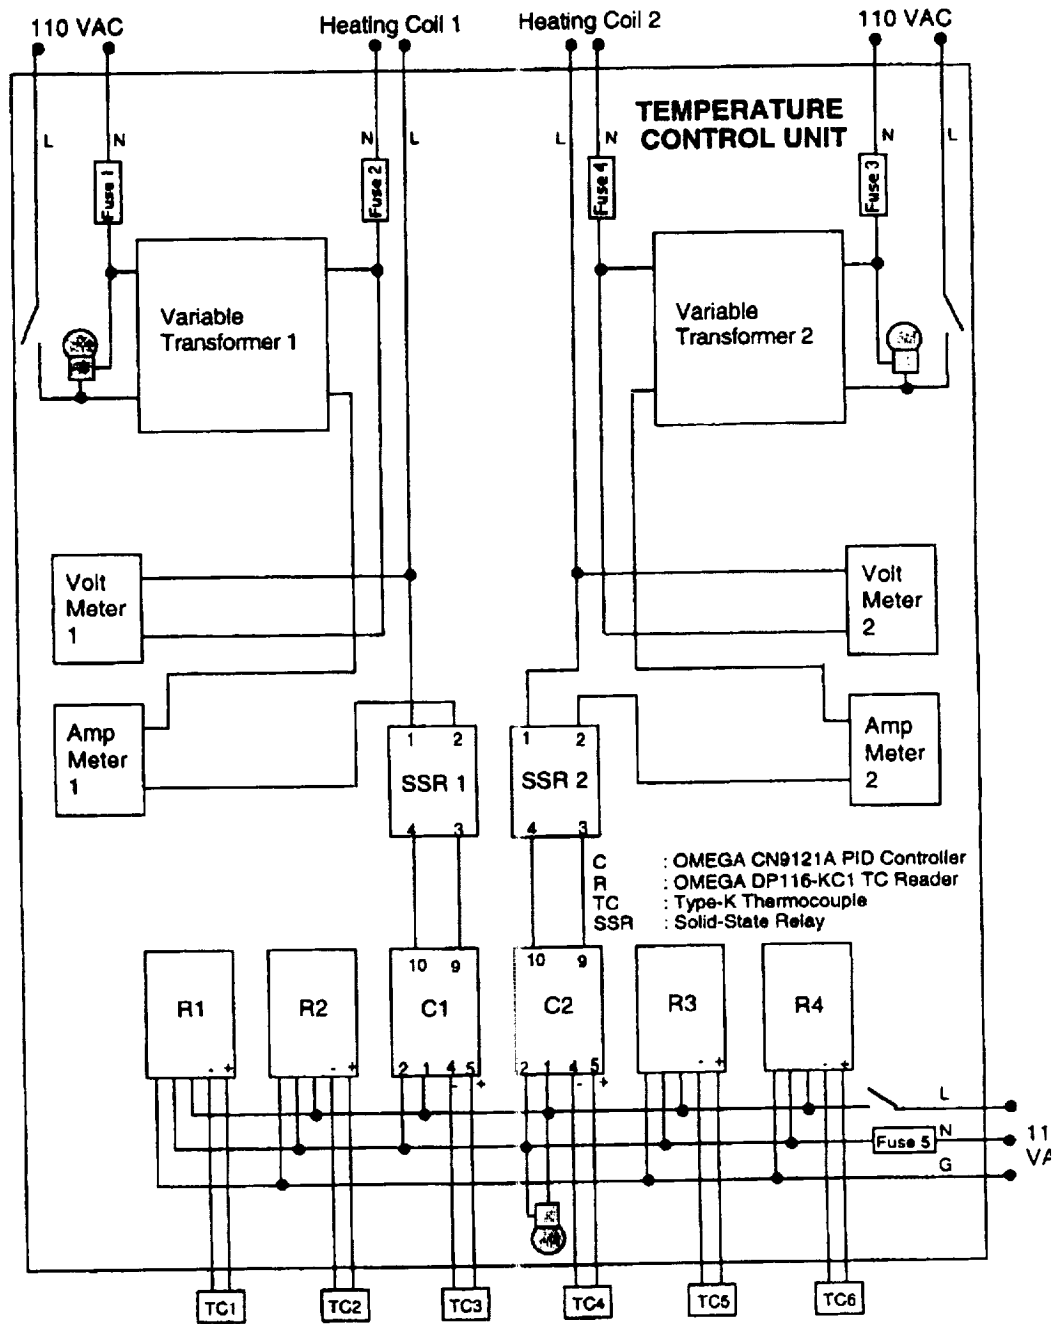 110 VAC
Heating Coil 1
Heating Coil 2
110 VAC
TEMPERATURE
CONTROL UNIT
L
N
N
L
L
N
N
L
Fuse 1
Fuse 2
Fuse 4
Fuse 3
Variable
Transformer 1
Variable
Transformer 2
Volt
Meter
1
Volt
Meter
2
Amp
Meter
1
Amp
Meter
2
1 2
SSR 1
4 3
1 2
SSR 2
4 3
C : OMEGA CN9121A PID Controller
R : OMEGA DP116-KC1 TC Reader
TC : Type-K Thermocouple
SSR : Solid-State Relay
R1
- +
R2
- +
10 9
C1
2 1 4 5
- +
10 9
C2
2 1 4 5
- +
R3
- +
R4
- +
L
Fuse 5
N
G
11
VA
TC1
TC2
TC3
TC4
TC5
TC6